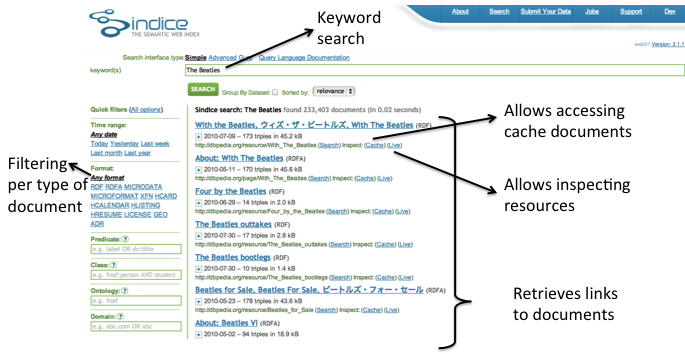 Sindice
THE SEMANTIC WEB INDEX
About Search Submit Your Data Jobs Support Dev
web01 Version: 2.1.1
Keyword
search
Search interface type: Simple Advanced Guru Query Language Documentation
keyword(s)
The Beatles
SEARCH Group By Dataset: Sorted by: relevance
Quick filters (All options)
Sindice search: The Beatles found 233,403 documents (in 0.02 seconds)
Time range:
Any date
Today Yesterday Last week
Last month Last year
Format:
Any format
RDF RDFA MICRODATA
MICROFORMAT XFN HCARD
HCALENDAR HLISTING
HRESUME LICENSE GEO
ADR
Predicate: ?
e.g. label OR dc:title
Class: ?
e.g. foaf:person AND student
Ontology: ?
e.g. foaf
Domain: ?
e.g. abc.com OR abc
Filtering
per type of
document
With the Beatles, ウィズ・ザ・ビートルズ, With The Beatles (RDF)
+ 2010-07-09 – 173 triples in 45.2 kB
http://dbpedia.org/resource/With_The_Beatles (Search) Inspect: (Cache) (Live)
About: With The Beatles (RDFA)
+ 2010-05-11 – 170 triples in 45.6 kB
http://dbpedia.org/page/With_The_Beatles (Search) Inspect: (Cache) (Live)
Four by the Beatles (RDF)
+ 2010-06-29 – 14 triples in 2.0 kB
http://dbpedia.org/resource/Four_by_the_Beatles (Search) Inspect: (Cache) (Live)
The Beatles outtakes (RDF)
+ 2010-07-30 – 17 triples in 2.8 kB
http://dbpedia.org/resource/The_Beatles_outtakes (Search) Inspect: (Cache) (Live)
The Beatles bootlegs (RDF)
+ 2010-07-30 – 10 triples in 1.4 kB
http://dbpedia.org/resource/The_Beatles_bootlegs (Search) Inspect: (Cache) (Live)
Beatles for Sale, Beatles For Sale, ビートルズ・フォー・セール (RDFA)
+ 2010-05-23 – 178 triples in 43.6 kB
http://dbpedia.org/resource/Beatles_for_Sale (Search) Inspect: (Cache) (Live)
About: Beatles VI (RDFA)
+ 2010-05-02 – 94 triples in 18.9 kB
Allows accessing
cache documents
Allows inspecting
resources
Retrieves links
to documents